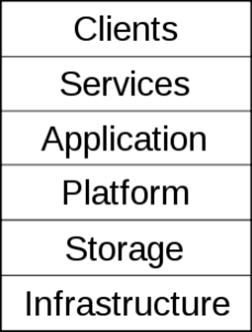 Clients
Services
Application
Platform
Storage
Infrastructure